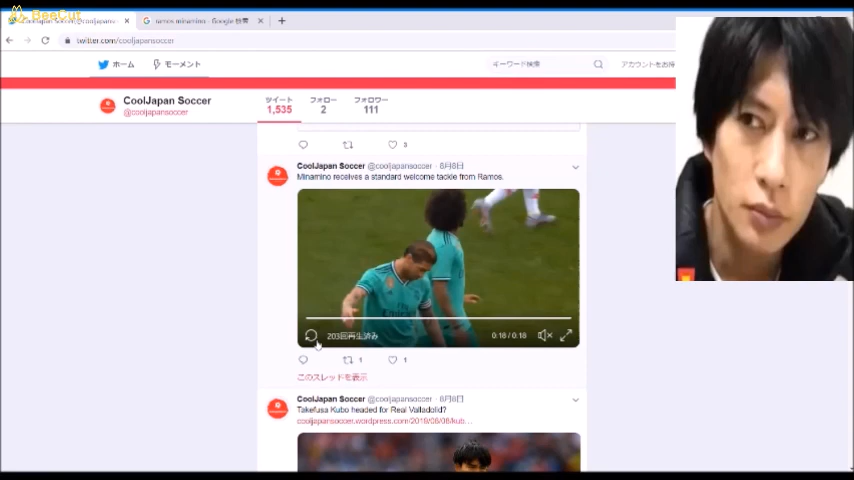 BeeCut
CoolJapan Soccer(@cooljapans
ramos minamino - Google 検索
twitter.com/cooljapansoccer
ホーム
モーメント
キーワード検索
アカウントをお持
CoolJapan Soccer
@cooljapansoccer
ツイート
1,535
フォロー
2
フォロワー
111
3
CoolJapan Soccer @cooljapansoccer · 8月8日
Minamino receives a standard welcome tackle from Ramos.
203回再生済み
0:18 / 0:18
1
1
このスレッドを表示
CoolJapan Soccer @cooljapansoccer · 8月8日
Takefusa Kubo headed for Real Valladolid?
cooljapansoccer.wordpress.com/2019/08/08/kub…